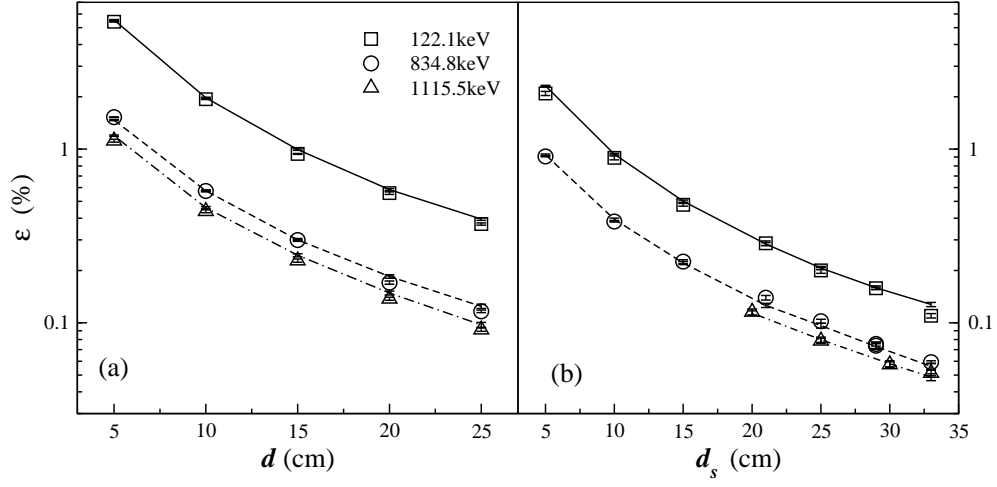 122.1keV
834.8keV
1115.5keV
ε (%)
1
0.1
1
0.1
(a)
(b)
5 10 15 20 25
5 10 15 20 25 30 35
d (cm)
d_s (cm)